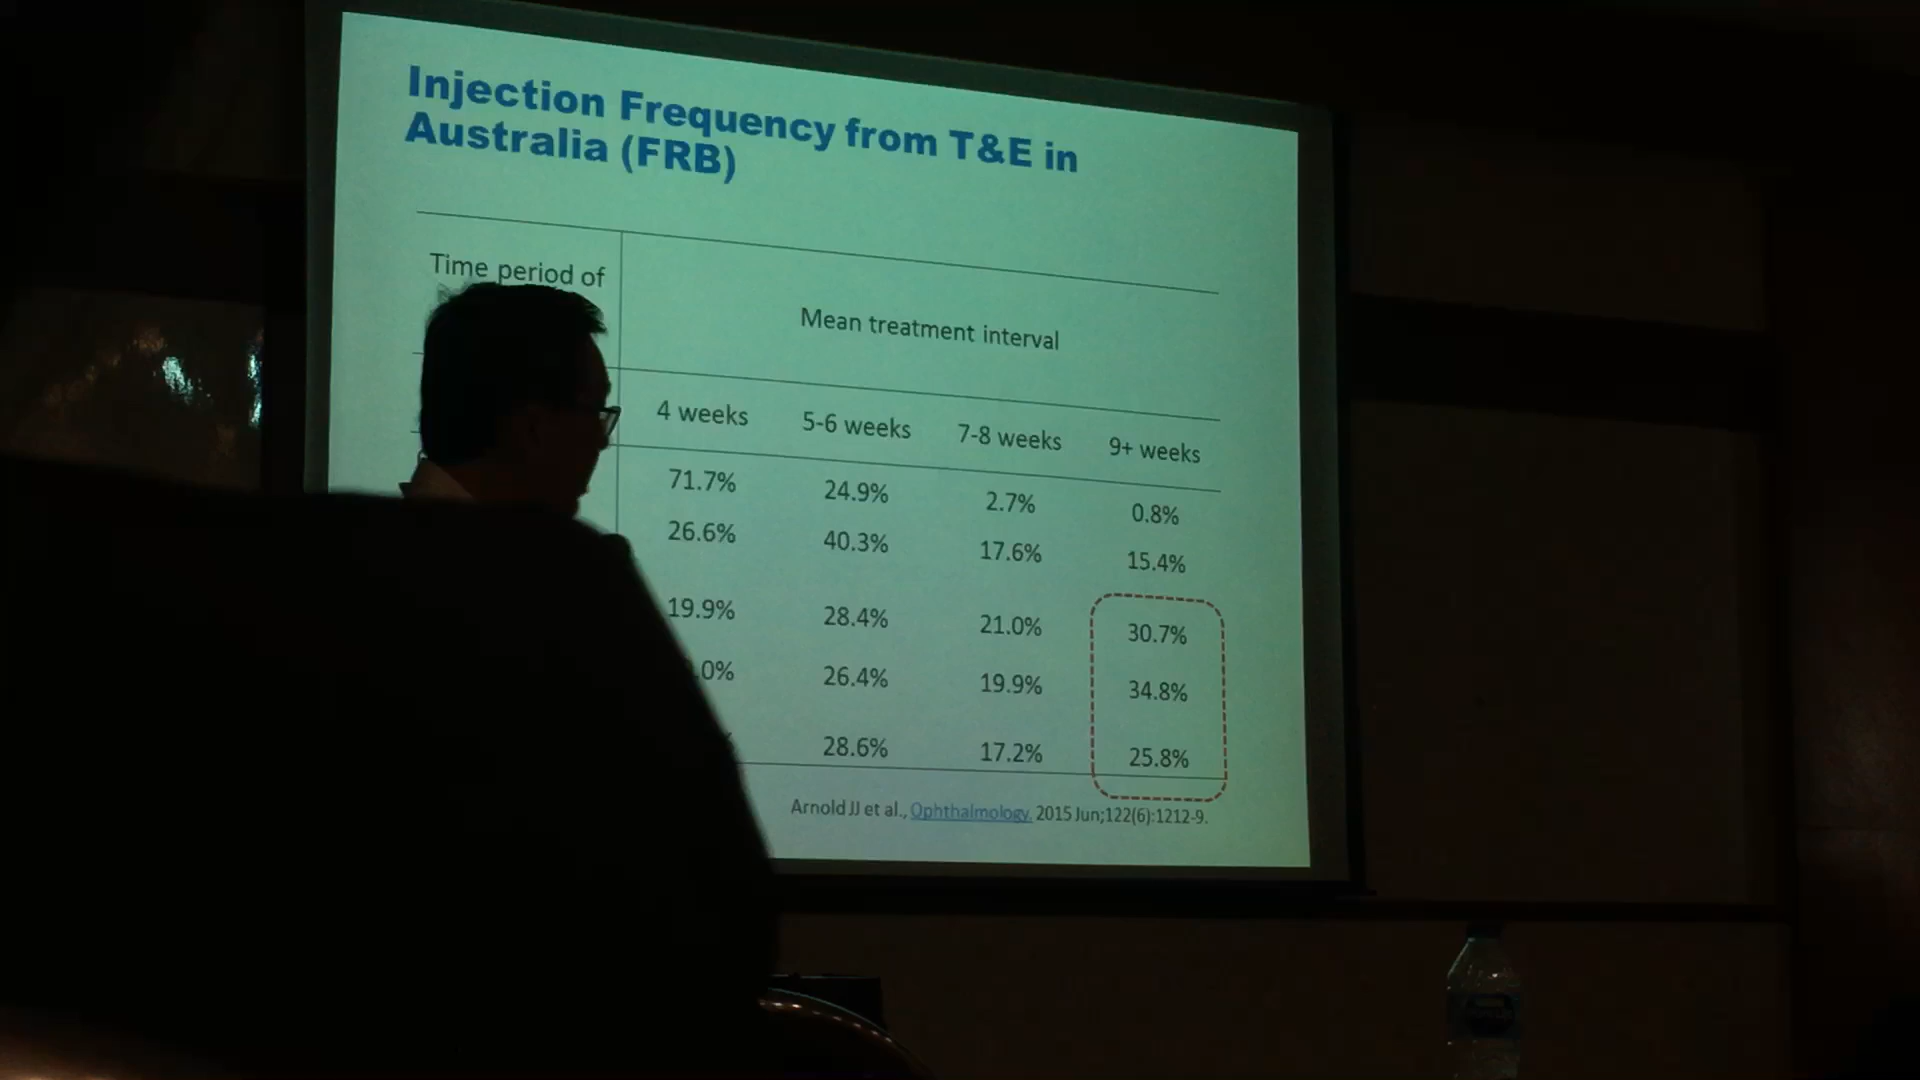 Injection Frequency from T&E in
Australia (FRB)
Time period of
Mean treatment interval
4 weeks 5-6 weeks 7-8 weeks 9+ weeks
71.7% 24.9% 2.7% 0.8%
26.6% 40.3% 17.6% 15.4%
19.9% 28.4% 21.0% 30.7%
.0% 26.4% 19.9% 34.8%
28.6% 17.2% 25.8%
Arnold JJ et al., Ophthalmology. 2015 Jun;122(6):1212-9.